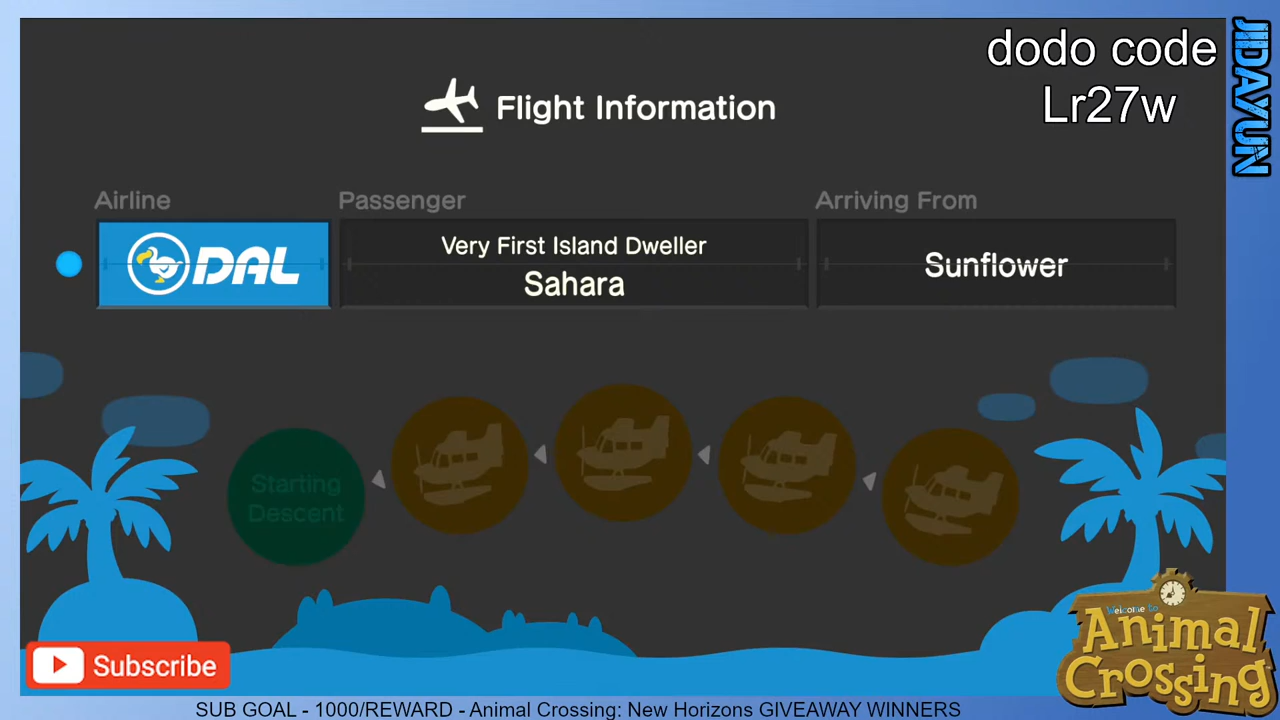 dodo code
Lr27w
JIDAVUN
Flight Information
Airline
Passenger
Arriving From
DAL
Very First Island Dweller
Sahara
Sunflower
Starting
Descent
Subscribe
Welcome to
Animal
Crossing
SUB GOAL - 1000/REWARD - Animal Crossing: New Horizons GIVEAWAY WINNERS